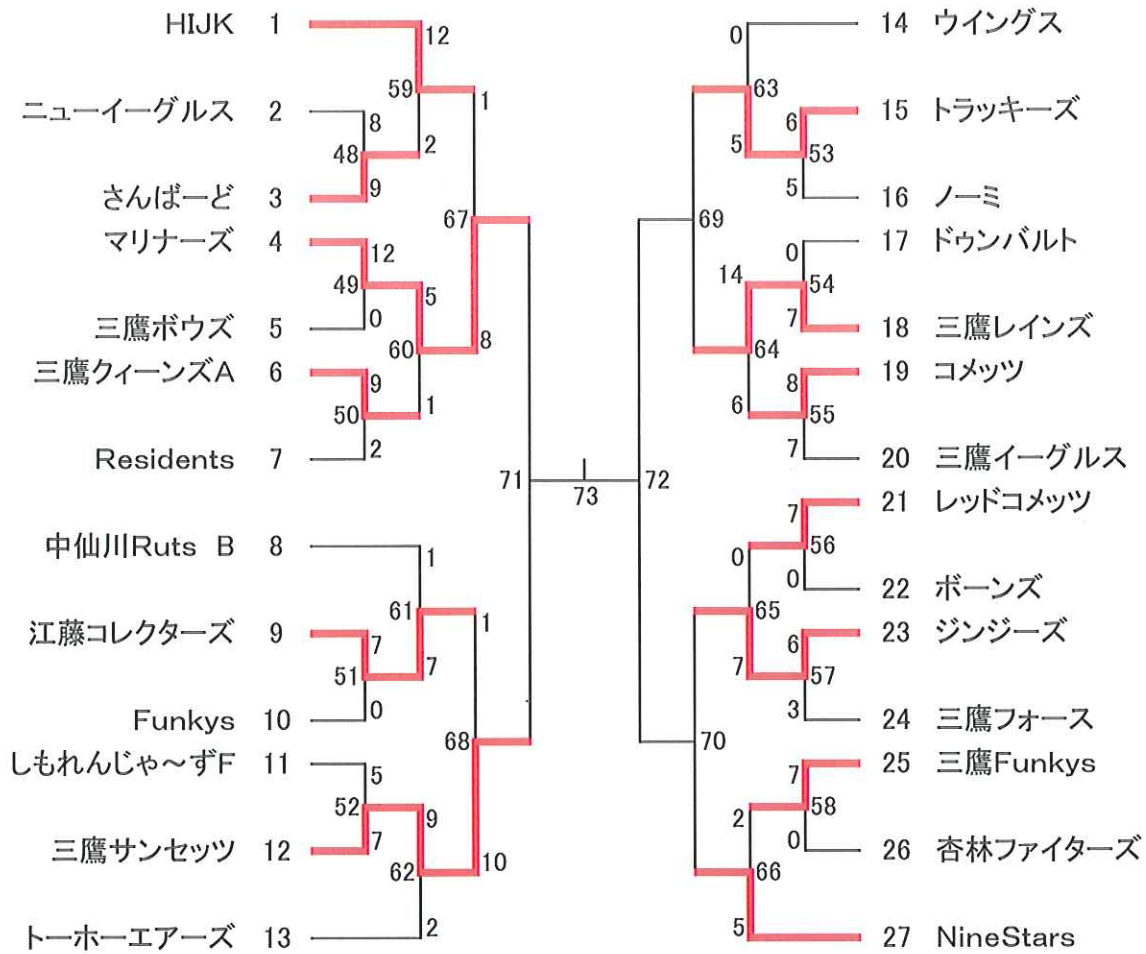 HIJK 1
12
59
1
ニューイーグルス 2
8
48
2
9
さんばーど 3
67
マリナーズ 4
12
49
5
0
三鷹ボウズ 5
60
8
三鷹クィーンズA 6
9
50
1
2
Residents 7
71
中仙川Ruts B 8
1
61
1
江藤コレクターズ 9
7
51
7
0
Funkys 10
68
しもれんじゃ～ずF 11
5
52
9
7
三鷹サンセッツ 12
62
10
2
トーホーエアーズ 13
73
72
14 ウイングス
0
63
15 トラッキーズ
6
5
53
5
16 ノーミ
69
17 ドゥンバルト
0
14
54
7
18 三鷹レインズ
64
19 コメッツ
8
6
55
7
20 三鷹イーグルス
21 レッドコメッツ
7
0
56
0
22 ボーンズ
65
23 ジンジーズ
6
7
57
3
24 三鷹フォース
70
25 三鷹Funkys
7
2
58
0
26 杏林ファイターズ
66
5
27 NineStars